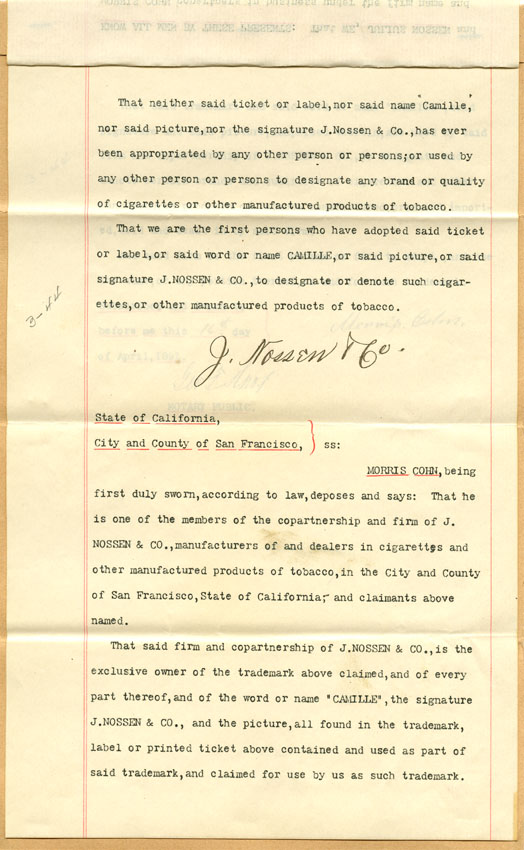 That neither said ticket or label,nor said name "Camille,"
nor said picture,nor the signature J.Nossen & Co.,has ever
been appropriated by any other person or persons;or used by
any other person or persons to designate any brand or quality
of cigarettes or other manufactured products of tobacco.
That we are the first persons who have adopted said ticket
or label,or said word or name CAMILLE,or said picture,or said
signature J.NOSSEN & CO.,to designate or denote such cigar-
ettes,or other manufactured products of tobacco.
3-44
before me this day
of April,
J. Nossen & Co.
NOTARY PUBLIC.
State of California,
City and County of San Francisco, ) ss:
MORRIS COHN,being
first duly sworn,according to law,deposes and says: That he
is one of the members of the copartnership and firm of J.
NOSSEN & CO.,manufacturers of and dealers in cigarettes and
other manufactured products of tobacco,in the City and County
of San Francisco,State of California,- and claimants above
named.
That said firm and copartnership of J.NOSSEN & CO.,is the
exclusive owner of the trademark above claimed,and of every
part thereof,and of the word or name "CAMILLE",the signature
J.NOSSEN & CO., and the picture,all found in the trademark,
label or printed ticket above contained and used as part of
said trademark,and claimed for use by us as such trademark.